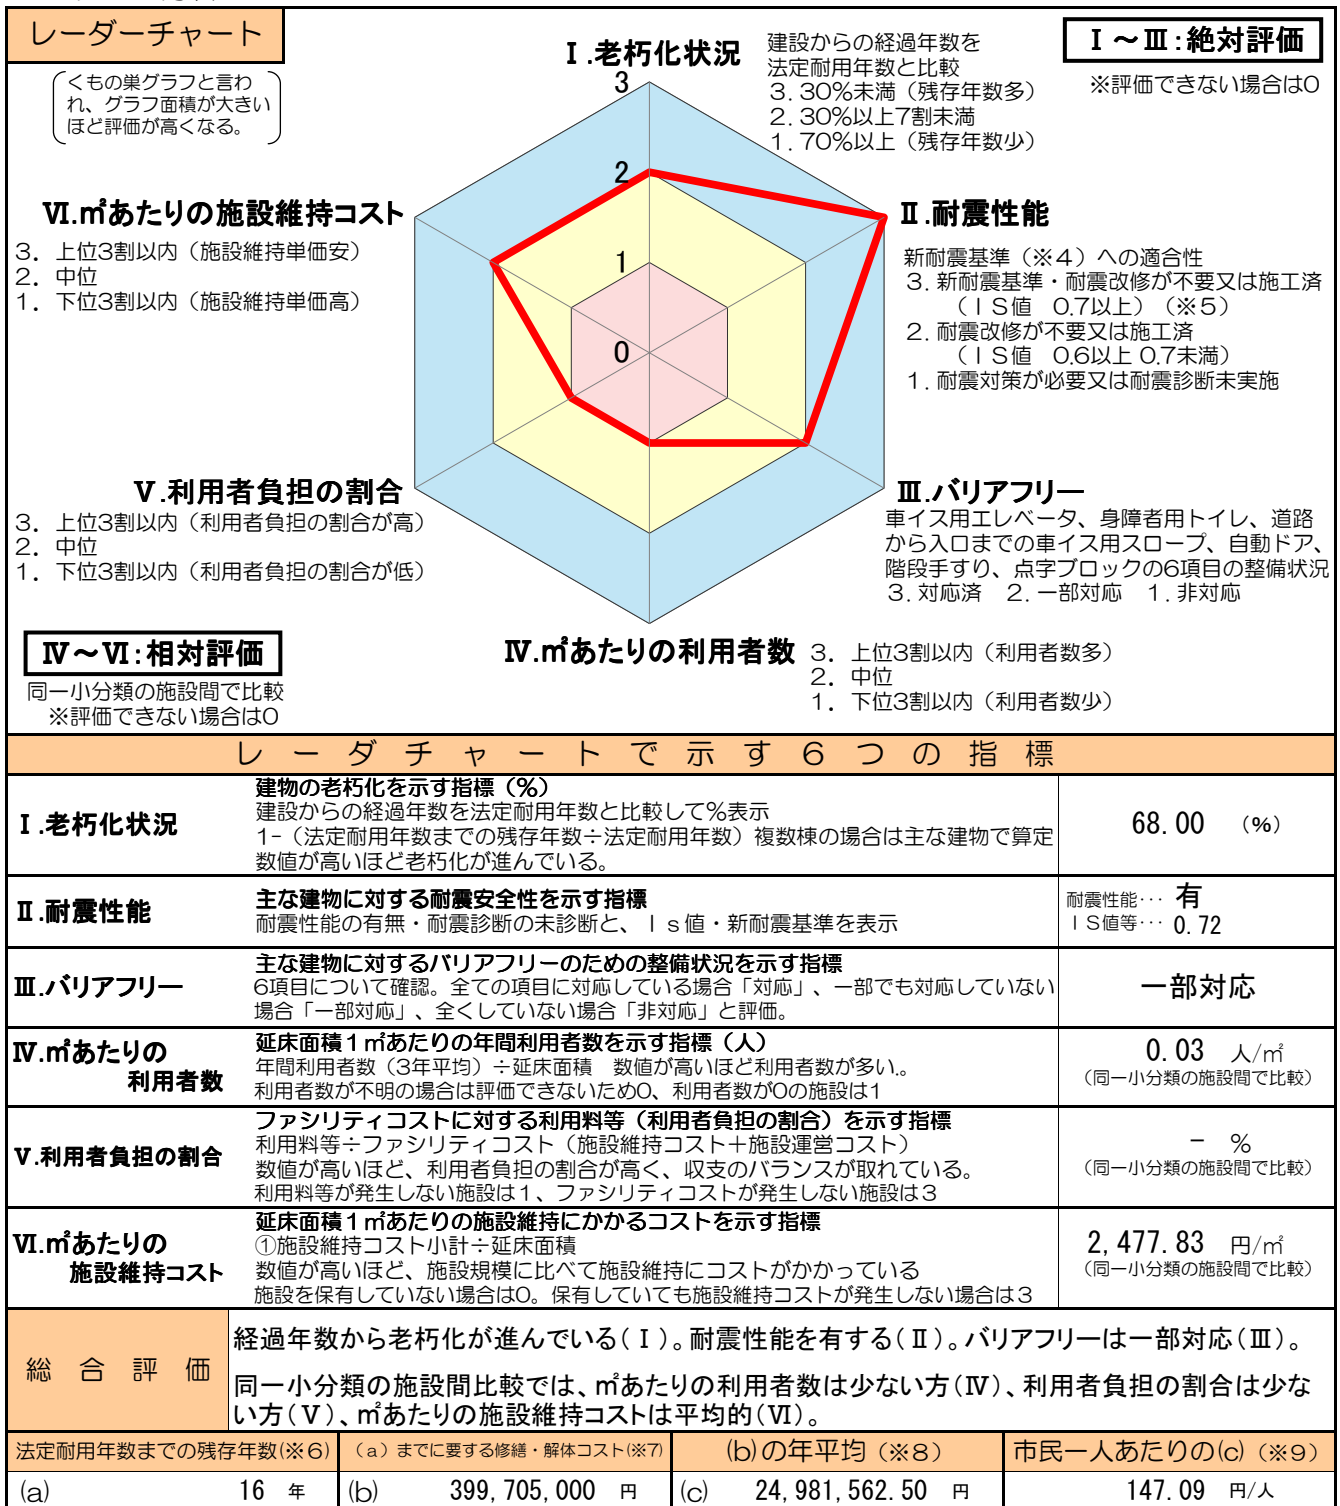 レーダーチャート
くもの巣グラフと言わ
れ、グラフ面積が大きい
ほど評価が高くなる。
Ⅰ～Ⅲ：絶対評価
※評価できない場合は0
Ⅰ.老朽化状況
建設からの経過年数を
法定耐用年数と比較
3. 30%未満（残存年数多）
2. 30%以上7割未満
1. 70%以上（残存年数少）
3
2
1
0
Ⅱ.耐震性能
新耐震基準（※4）への適合性
3. 新耐震基準・耐震改修が不要又は施工済
（ＩＳ値　0.7以上）（※5）
2. 耐震改修が不要又は施工済
（ＩＳ値　0.6以上 0.7未満）
1. 耐震対策が必要又は耐震診断未実施
Ⅲ.バリアフリー
車イス用エレベータ、身障者用トイレ、道路
から入口までの車イス用スロープ、自動ドア、
階段手すり、点字ブロックの6項目の整備状況
3. 対応済　2. 一部対応　1. 非対応
Ⅳ.㎡あたりの利用者数
3. 上位3割以内（利用者数多）
2. 中位
1. 下位3割以内（利用者数少）
Ⅴ.利用者負担の割合
3. 上位3割以内（利用者負担の割合が高）
2. 中位
1. 下位3割以内（利用者負担の割合が低）
Ⅵ.㎡あたりの施設維持コスト
3. 上位3割以内（施設維持単価安）
2. 中位
1. 下位3割以内（施設維持単価高）
Ⅳ～Ⅵ：相対評価
同一小分類の施設間で比較
※評価できない場合は0
レーダチャートで示す６つの指標
Ⅰ.老朽化状況
建物の老朽化を示す指標（%）
建設からの経過年数を法定耐用年数と比較して%表示
1-（法定耐用年数までの残存年数÷法定耐用年数）複数棟の場合は主な建物で算定
数値が高いほど老朽化が進んでいる。
68.00　（%）
Ⅱ.耐震性能
主な建物に対する耐震安全性を示す指標
耐震性能の有無・耐震診断の未診断と、Ｉｓ値・新耐震基準を表示
耐震性能･･･ 有
ＩＳ値等･･･ 0.72
Ⅲ.バリアフリー
主な建物に対するバリアフリーのための整備状況を示す指標
6項目について確認。全ての項目に対応している場合「対応」、一部でも対応していない
場合「一部対応」、全くしていない場合「非対応」と評価。
一部対応
Ⅳ.㎡あたりの
利用者数
延床面積１㎡あたりの年間利用者数を示す指標（人）
年間利用者数（3年平均）÷延床面積　数値が高いほど利用者数が多い。
利用者数が不明の場合は評価できないため0、利用者数が0の施設は1
0.03　人/㎡
（同一小分類の施設間で比較）
Ⅴ.利用者負担の割合
ファシリティコストに対する利用料等（利用者負担の割合）を示す指標
利用料等÷ファシリティコスト（施設維持コスト＋施設運営コスト）
数値が高いほど、利用者負担の割合が高く、収支のバランスが取れている。
利用料等が発生しない施設は１、ファシリティコストが発生しない施設は３
-　%
（同一小分類の施設間で比較）
Ⅵ.㎡あたりの
施設維持コスト
延床面積１㎡あたりの施設維持にかかるコストを示す指標
①施設維持コスト小計÷延床面積
数値が高いほど、施設規模に比べて施設維持にコストがかかっている
施設を保有していない場合は0。保有していても施設維持コストが発生しない場合は３
2,477.83　円/㎡
（同一小分類の施設間で比較）
総合評価
経過年数から老朽化が進んでいる(Ⅰ)。耐震性能を有する(Ⅱ)。バリアフリーは一部対応(Ⅲ)。
同一小分類の施設間比較では、㎡あたりの利用者数は少ない方(Ⅳ)、利用者負担の割合は少な
い方(Ⅴ)、㎡あたりの施設維持コストは平均的(Ⅵ)。
法定耐用年数までの残存年数(※6)
（a）までに要する修繕・解体コスト(※7)
(b)の年平均（※8）
市民一人あたりの(c)（※9）
(a)　16　年
(b)　399,705,000　円
(c)　24,981,562.50　円
147.09　円/人